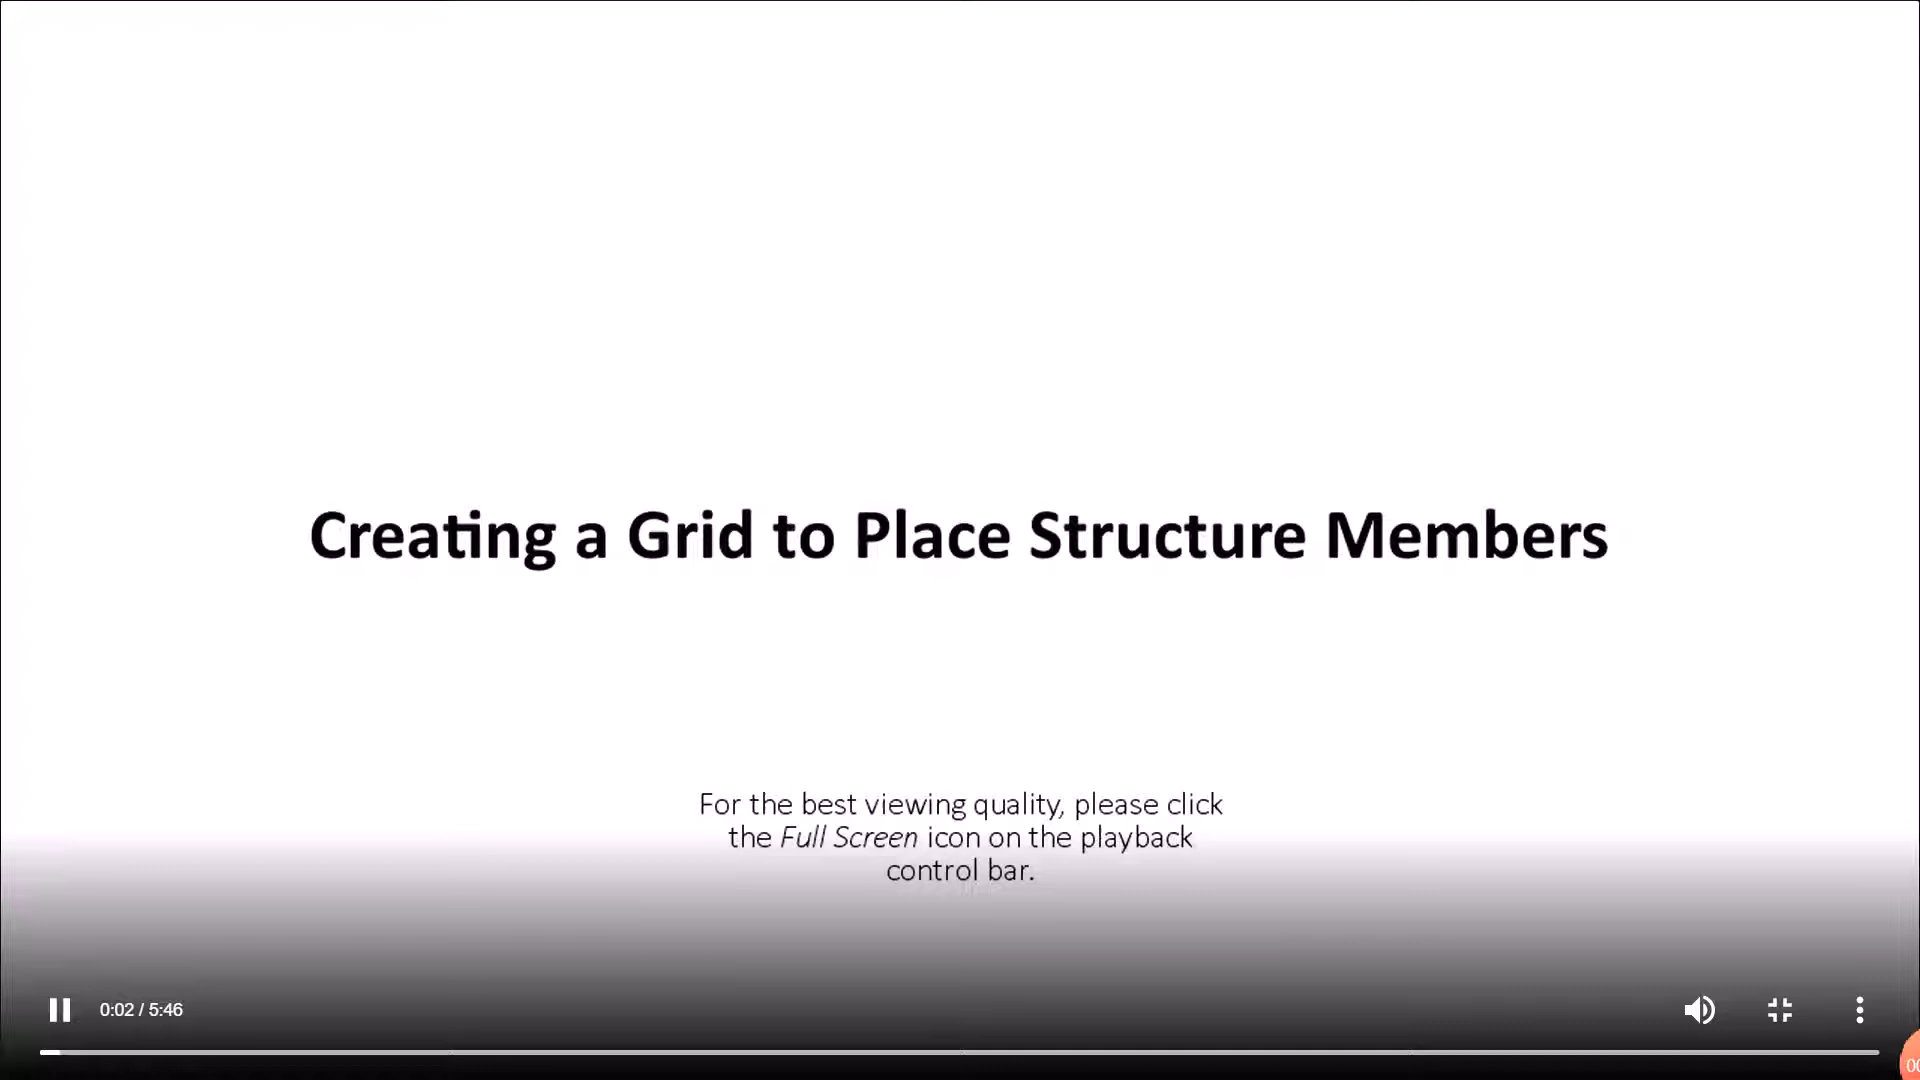 Creating a Grid to Place Structure Members
For the best viewing quality, please click
the Full Screen icon on the playback
control bar.
0:02 / 5:46